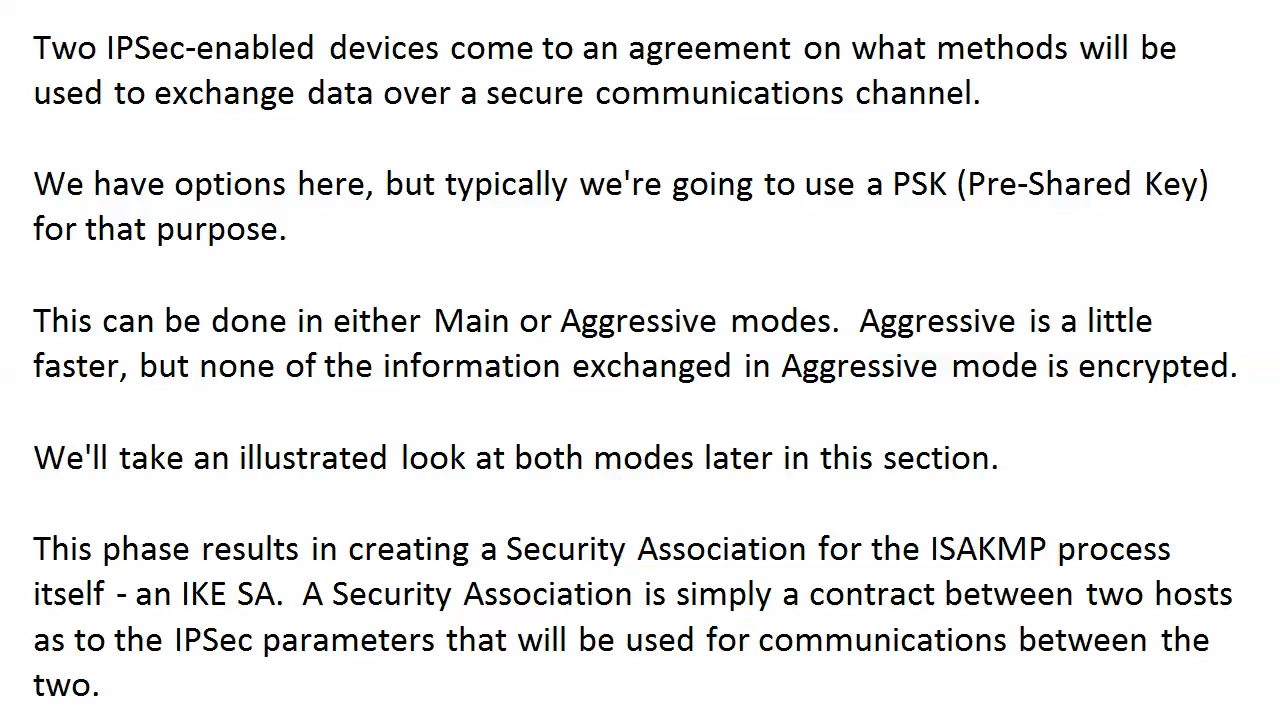 Two IPSec-enabled devices come to an agreement on what methods will be
used to exchange data over a secure communications channel.
We have options here, but typically we're going to use a PSK (Pre-Shared Key)
for that purpose.
This can be done in either Main or Aggressive modes.  Aggressive is a little
faster, but none of the information exchanged in Aggressive mode is encrypted.
We'll take an illustrated look at both modes later in this section.
This phase results in creating a Security Association for the ISAKMP process
itself - an IKE SA.  A Security Association is simply a contract between two hosts
as to the IPSec parameters that will be used for communications between the
two.